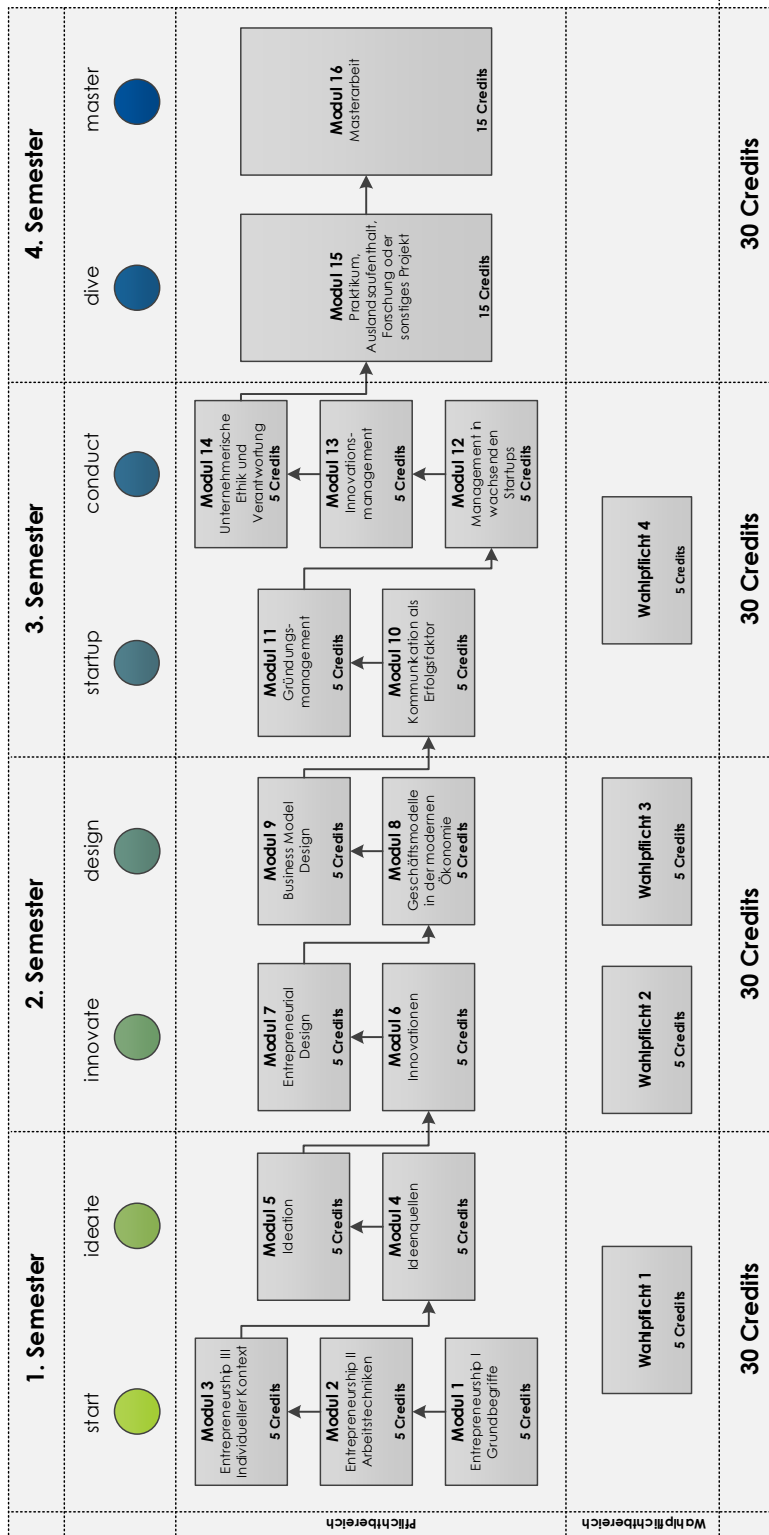 1. Semester
2. Semester
3. Semester
4. Semester
start
ideate
innovate
design
startup
conduct
dive
master
Pflichtbereich
Modul 3
Entrepreneurship III
Individueller Kontext
5 Credits
Modul 2
Entrepreneurship II
Arbeitstechniken
5 Credits
Modul 1
Entrepreneurship I
Grundbegriffe
5 Credits
Modul 5
Ideation
5 Credits
Modul 4
Ideenquellen
5 Credits
Modul 7
Entrepreneurial
Design
5 Credits
Modul 6
Innovationen
5 Credits
Modul 9
Business Model
Design
5 Credits
Modul 8
Geschäftsmodelle
in der modernen
Ökonomie
5 Credits
Modul 11
Gründungs-
management
5 Credits
Modul 10
Kommunikation als
Erfolgsfaktor
5 Credits
Modul 14
Unternehmerische
Ethik und
Verantwortung
5 Credits
Modul 13
Innovations-
management
5 Credits
Modul 12
Management in
wachsenden
Startups
5 Credits
Modul 15
Praktikum,
Auslandsaufenthalt,
Forschung oder
sonstiges Projekt
15 Credits
Modul 16
Masterarbeit
15 Credits
Wahlpflichtbereich
Wahlpflicht 1
5 Credits
Wahlpflicht 2
5 Credits
Wahlpflicht 3
5 Credits
Wahlpflicht 4
5 Credits
30 Credits
30 Credits
30 Credits
30 Credits